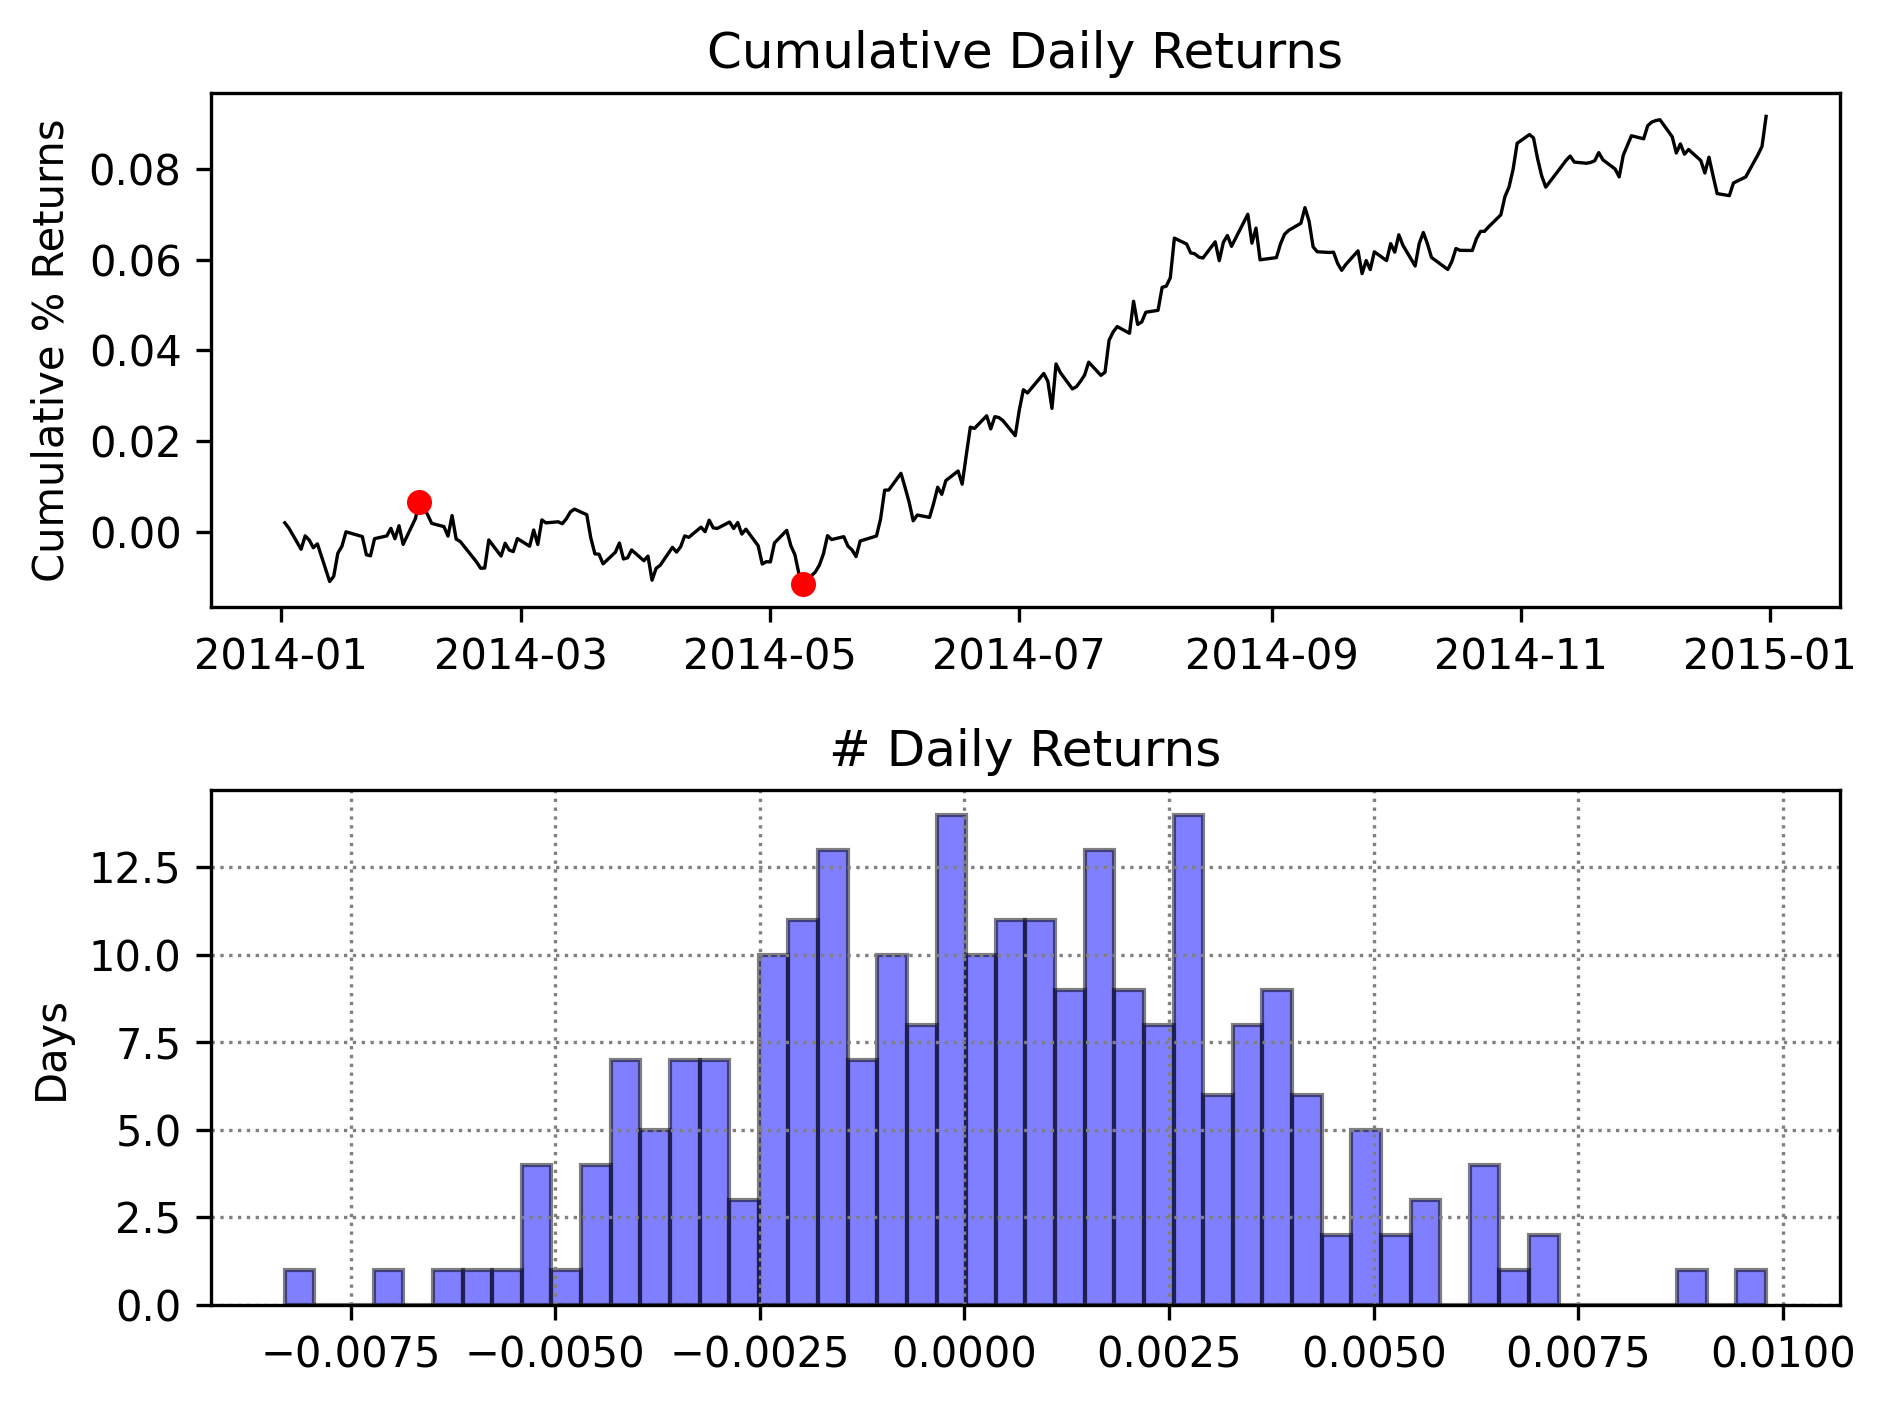 Cumulative Daily Returns
Cumulative % Returns
0.08
0.06
0.04
0.02
0.00
2014-01 2014-03 2014-05 2014-07 2014-09 2014-11 2015-01
# Daily Returns
Days
12.5
10.0
7.5
5.0
2.5
0.0
−0.0075 −0.0050 −0.0025 0.0000 0.0025 0.0050 0.0075 0.0100